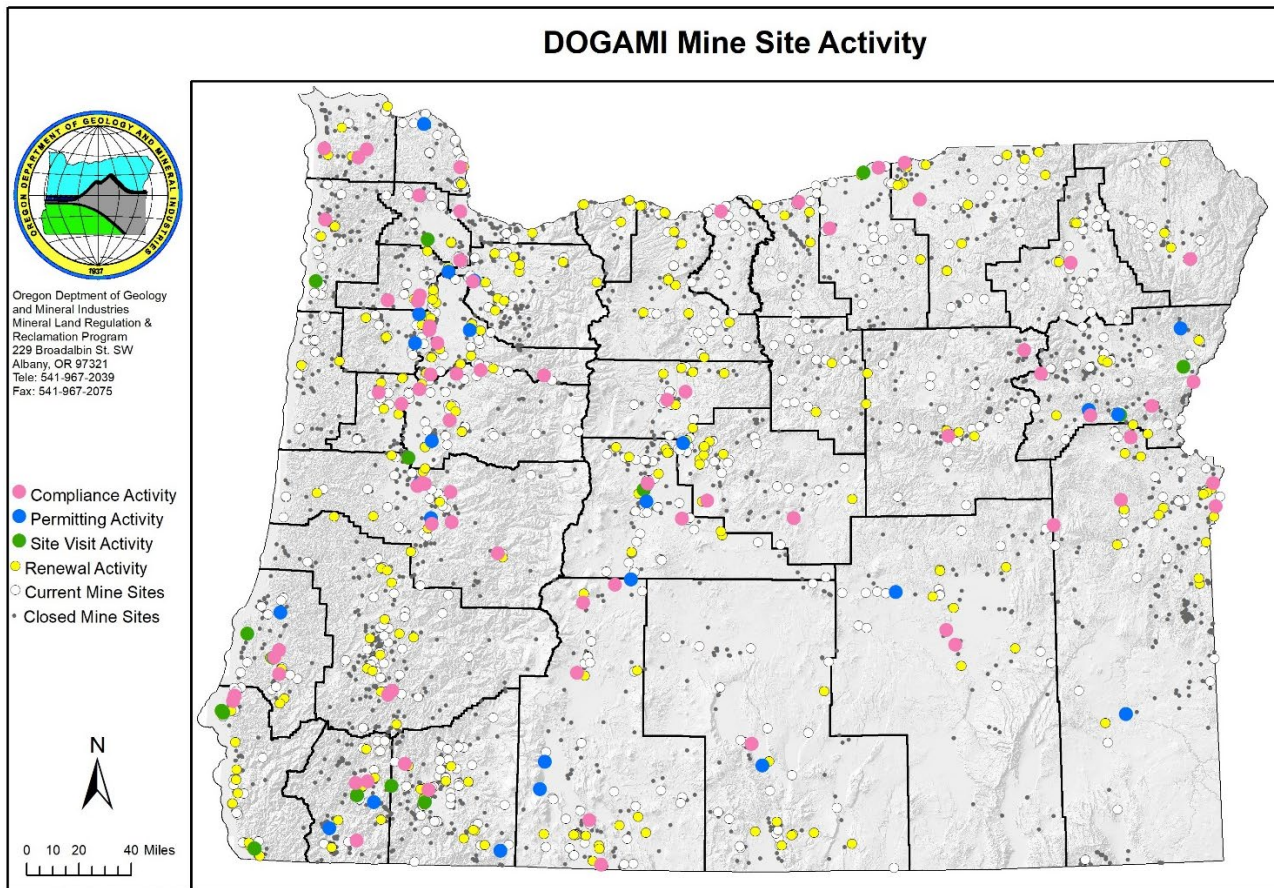 DOGAMI Mine Site Activity
OREGON DEPARTMENT OF GEOLOGY AND MINERAL INDUSTRIES
1937
Oregon Deptment of Geology
and Mineral Industries
Mineral Land Regulation &
Reclamation Program
229 Broadalbin St. SW
Albany, OR 97321
Tele: 541-967-2039
Fax: 541-967-2075
Compliance Activity
Permitting Activity
Site Visit Activity
Renewal Activity
Current Mine Sites
Closed Mine Sites
N
0 10 20 40 Miles